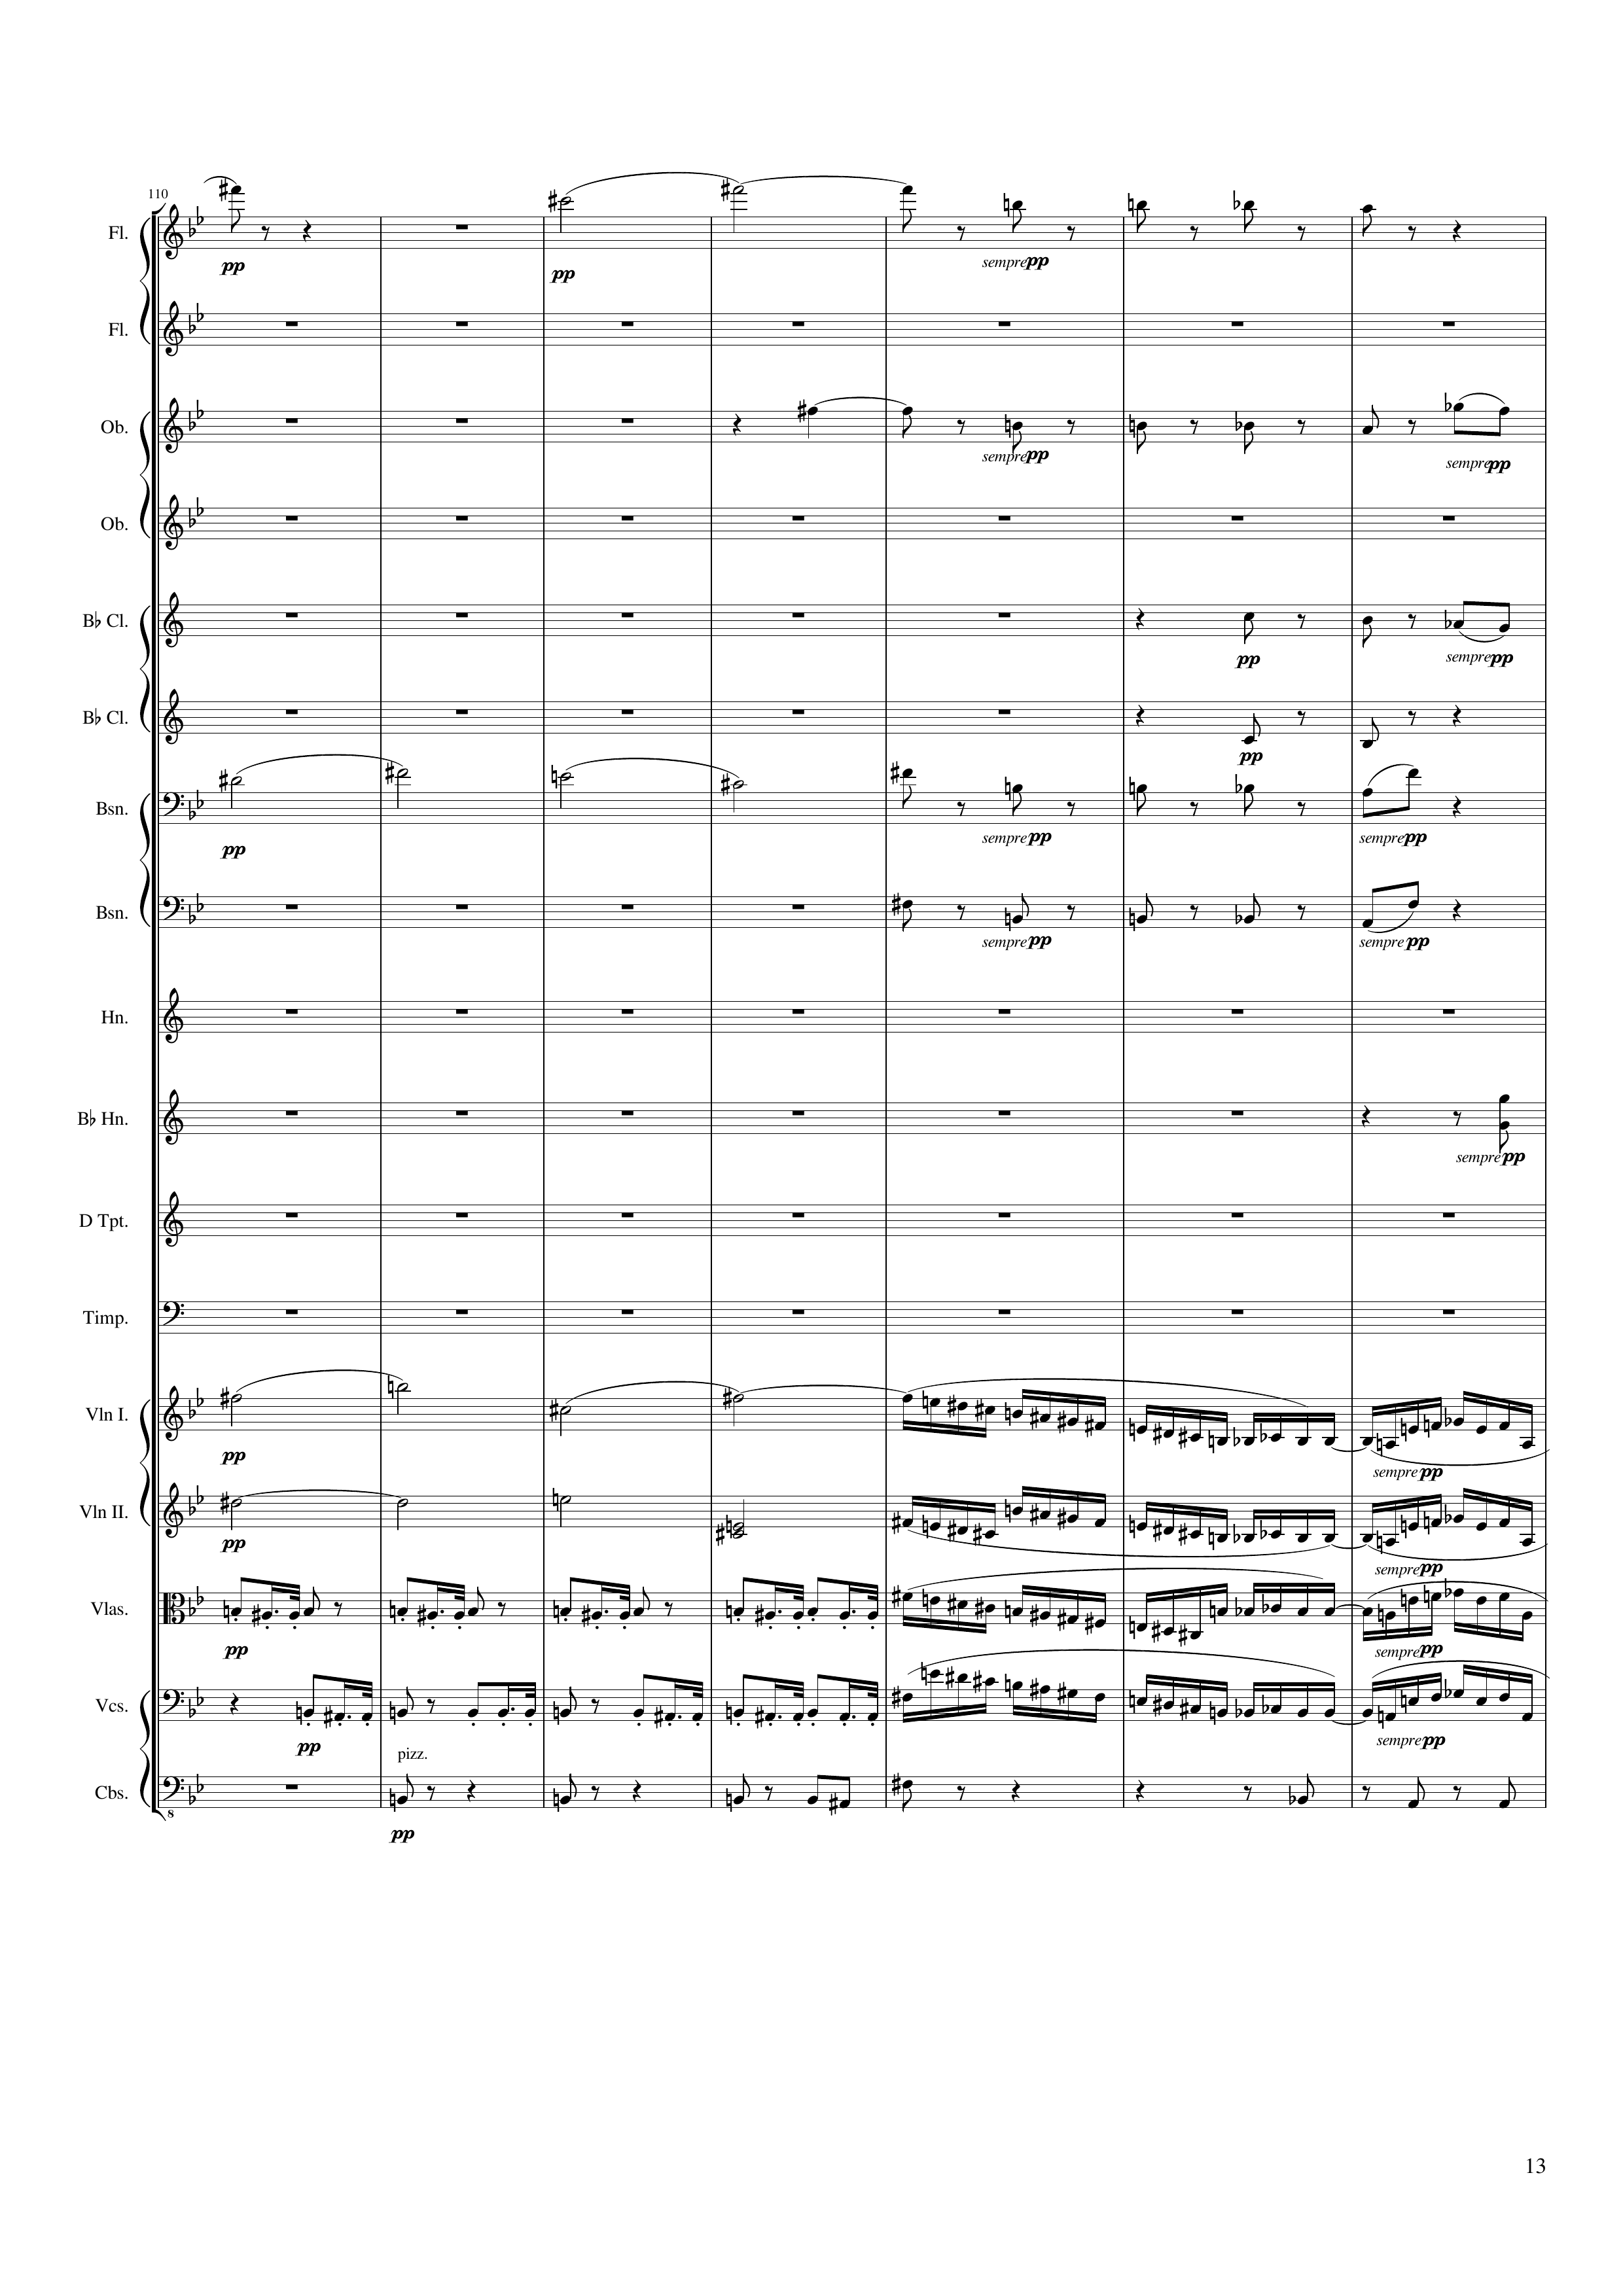 110
Fl.
pp
pp
sempre pp
Fl.
Ob.
sempre pp
sempre pp
Ob.
B♭ Cl.
pp
sempre pp
B♭ Cl.
pp
Bsn.
pp
sempre pp
sempre pp
Bsn.
sempre pp
sempre pp
Hn.
B♭ Hn.
sempre pp
D Tpt.
Timp.
Vln I.
pp
sempre pp
Vln II.
pp
sempre pp
Vlas.
pp
sempre pp
Vcs.
pp
sempre pp
pizz.
Cbs.
8
pp
13